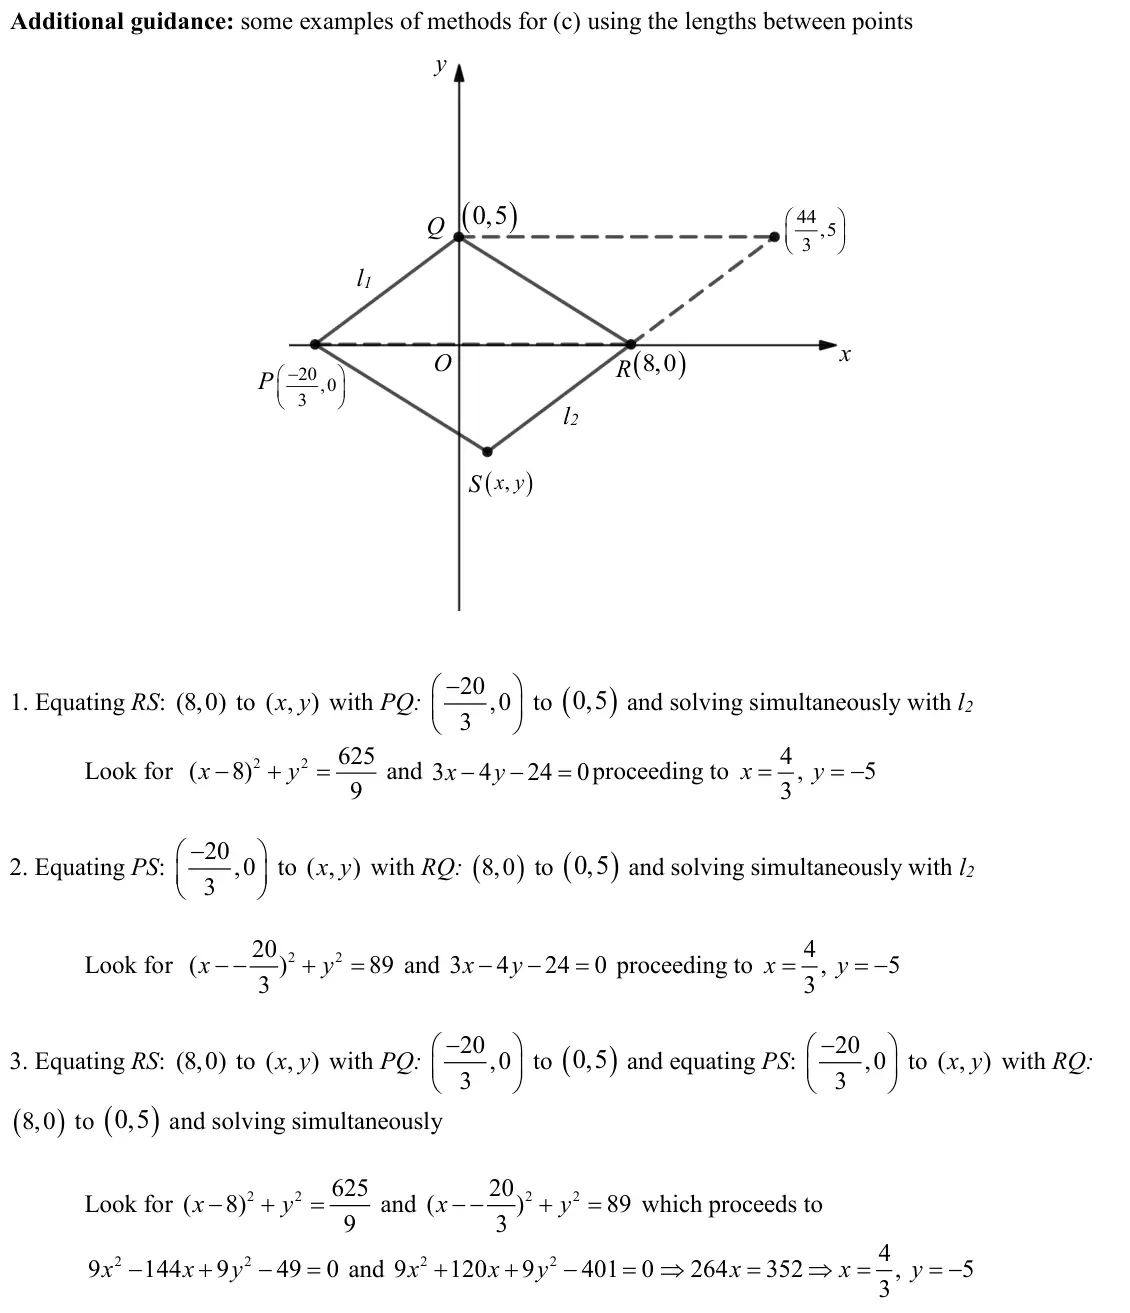 Additional guidance: some examples of methods for (c) using the lengths between points
y
Q (0,5)
(44/3, 5)
l₁
O
R(8,0)
x
P(−20/3, 0)
l₂
S(x, y)
1. Equating RS: (8,0) to (x, y) with PQ: (−20/3, 0) to (0,5) and solving simultaneously with l₂
Look for (x−8)² + y² = 625/9 and 3x−4y−24 = 0 proceeding to x = 4/3, y = −5
2. Equating PS: (−20/3, 0) to (x, y) with RQ: (8,0) to (0,5) and solving simultaneously with l₂
Look for (x−−20/3)² + y² = 89 and 3x−4y−24 = 0 proceeding to x = 4/3, y = −5
3. Equating RS: (8,0) to (x, y) with PQ: (−20/3, 0) to (0,5) and equating PS: (−20/3, 0) to (x, y) with RQ:
(8,0) to (0,5) and solving simultaneously
Look for (x−8)² + y² = 625/9 and (x−−20/3)² + y² = 89 which proceeds to
9x² −144x + 9y² − 49 = 0 and 9x² +120x + 9y² − 401 = 0 ⇒ 264x = 352 ⇒ x = 4/3, y = −5